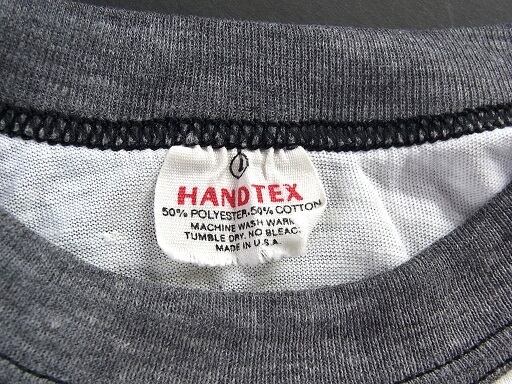 HANDTEX
50% POLYESTER-50% COTTON
MACHINE WASH WARM
TUMBLE DRY. NO BLEAC.
MADE IN U.S.A.